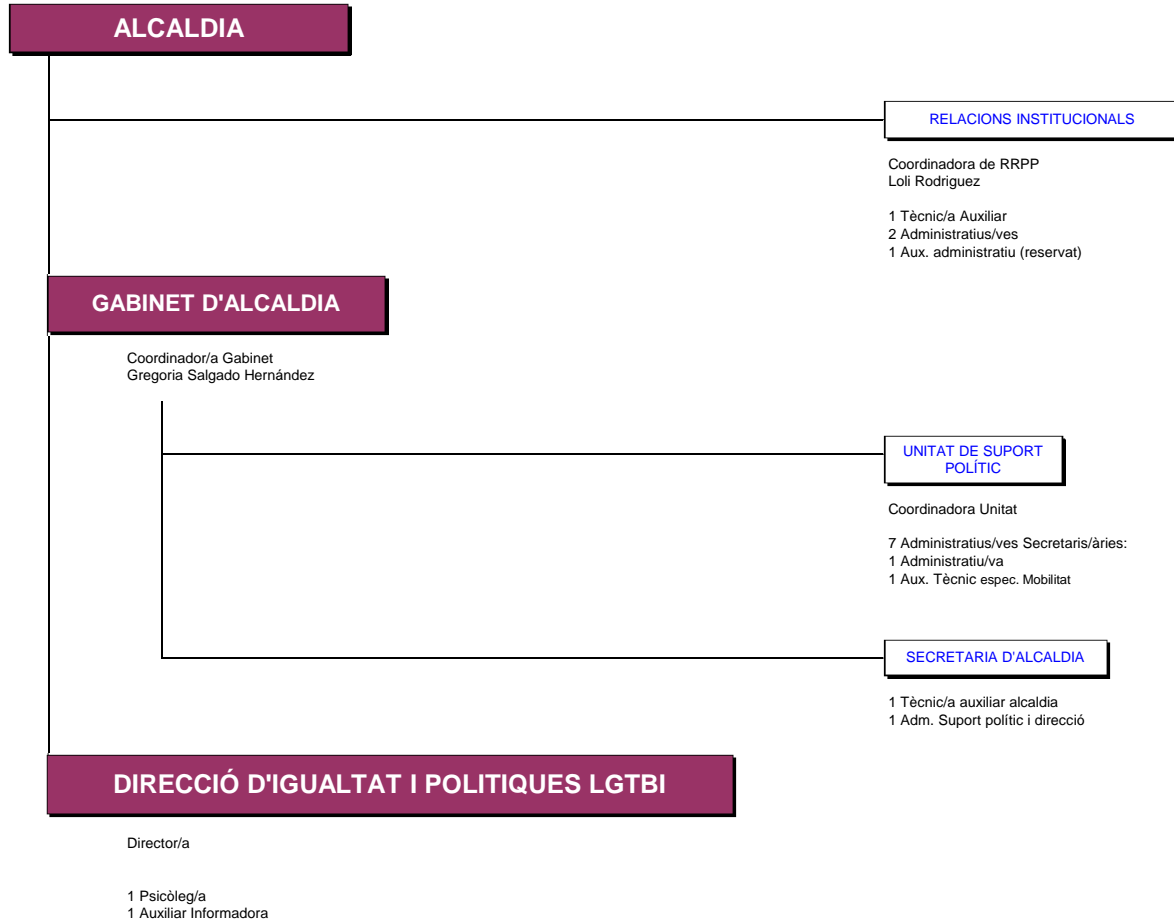 ALCALDIA
RELACIONS INSTITUCIONALS
Coordinadora de RRPP
Loli Rodriguez
1 Tècnic/a Auxiliar
2 Administratius/ves
1 Aux. administratiu (reservat)
GABINET D'ALCALDIA
Coordinador/a Gabinet
Gregoria Salgado Hernández
UNITAT DE SUPORT
POLÍTIC
Coordinadora Unitat
7 Administratius/ves Secretaris/àries:
1 Administratiu/va
1 Aux. Tècnic espec. Mobilitat
SECRETARIA D'ALCALDIA
1 Tècnic/a auxiliar alcaldia
1 Adm. Suport polític i direcció
DIRECCIÓ D'IGUALTAT I POLITIQUES LGTBI
Director/a
1 Psicòleg/a
1 Auxiliar Informadora